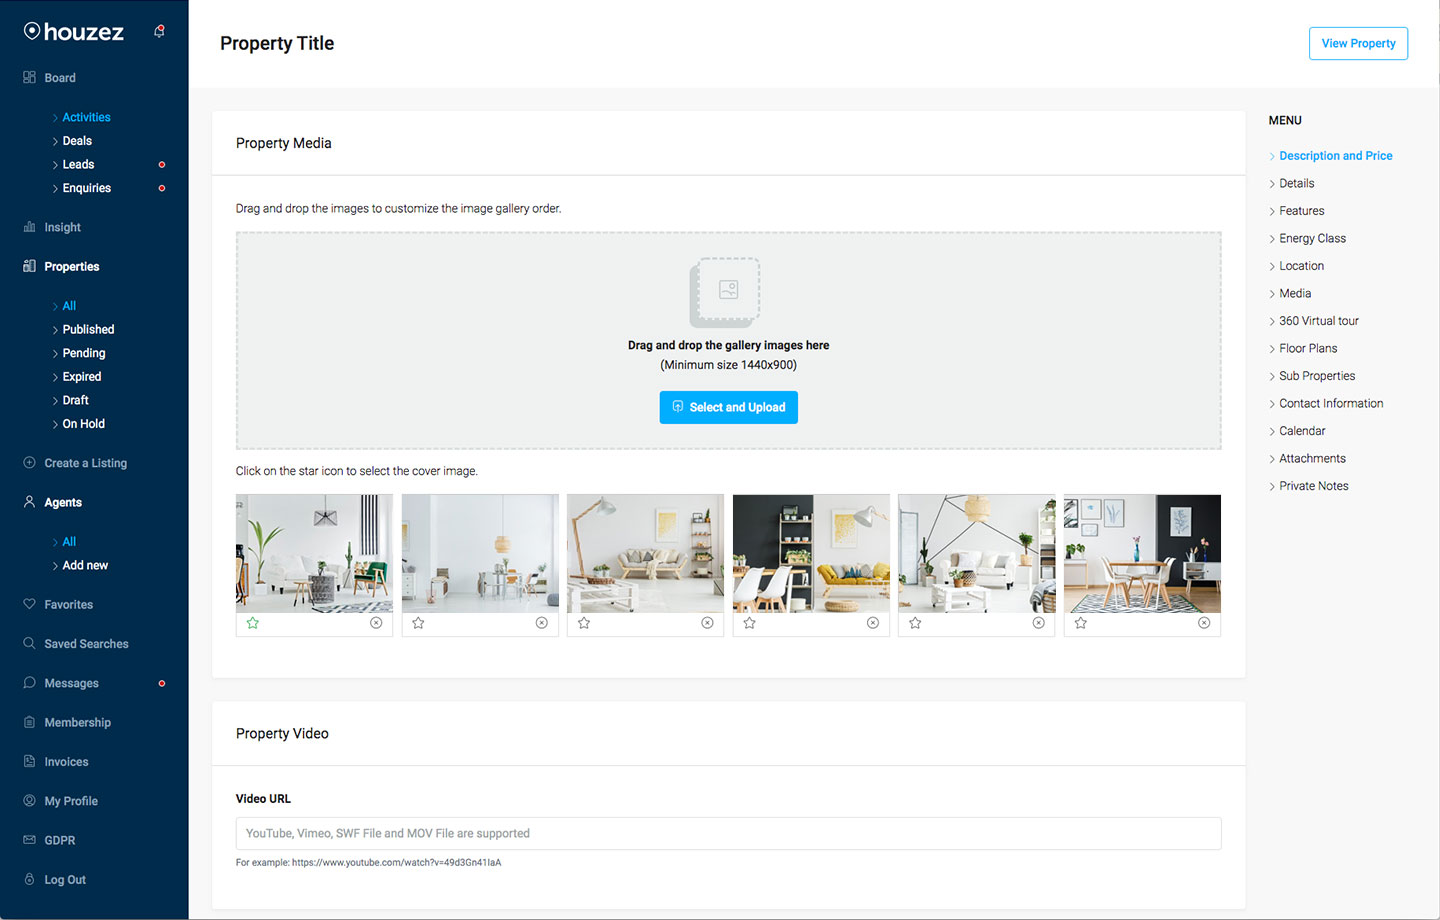 houzez
Board
Activities
Deals
Leads
Enquiries
Insight
Properties
All
Published
Pending
Expired
Draft
On Hold
Create a Listing
Agents
All
Add new
Favorites
Saved Searches
Messages
Membership
Invoices
My Profile
GDPR
Log Out
Property Title
View Property
Property Media
Drag and drop the images to customize the image gallery order.
Drag and drop the gallery images here
(Minimum size 1440x900)
Select and Upload
Click on the star icon to select the cover image.
Property Video
Video URL
YouTube, Vimeo, SWF File and MOV File are supported
For example: https://www.youtube.com/watch?v=49d3Gn41IaA
MENU
Description and Price
Details
Features
Energy Class
Location
Media
360 Virtual tour
Floor Plans
Sub Properties
Contact Information
Calendar
Attachments
Private Notes